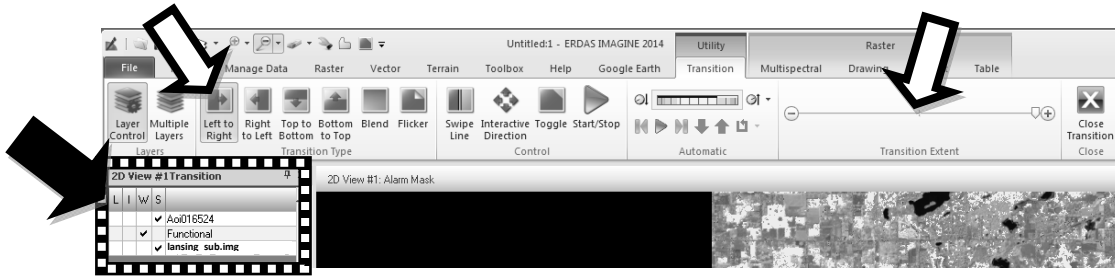 Untitled:1 - ERDAS IMAGINE 2014
Utility
Raster
File
Manage Data
Raster
Vector
Terrain
Toolbox
Help
Google Earth
Transition
Multispectral
Drawing
Table
Layer Control
Multiple Layers
Left to Right
Right to Left
Top to Bottom
Bottom to Top
Blend
Flicker
Swipe Line
Interactive Direction
Toggle
Start/Stop
Close Transition
Layers
Transition Type
Control
Automatic
Transition Extent
Close
2D View #1Transition
2D View #1: Alarm Mask
L I W S
Aoi016524
Functional
lansing_sub.img